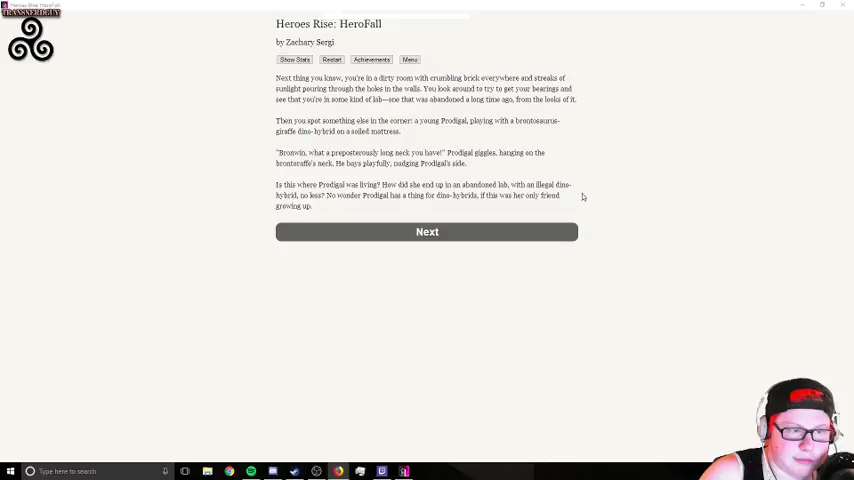 Heroes Rise: HeroFall
TRANSNERDGUY
Heroes Rise: HeroFall
by Zachary Sergi
Show Stats Restart Achievements Menu
Next thing you know, you're in a dirty room with crumbling brick everywhere and streaks of
sunlight pouring through the holes in the walls. You look around to try to get your bearings and
see that you're in some kind of lab—one that was abandoned a long time ago, from the looks of it.
Then you spot something else in the corner: a young Prodigal, playing with a brontosaurus-
giraffe dino-hybrid on a soiled mattress.
"Bronwin, what a preposterously long neck you have!" Prodigal giggles, hanging on the
brontoraffe's neck. He bays playfully, nudging Prodigal's side.
Is this where Prodigal was living? How did she end up in an abandoned lab, with an illegal dino-
hybrid, no less? No wonder Prodigal has a thing for dino-hybrids, if this was her only friend
growing up.
Next
Type here to search